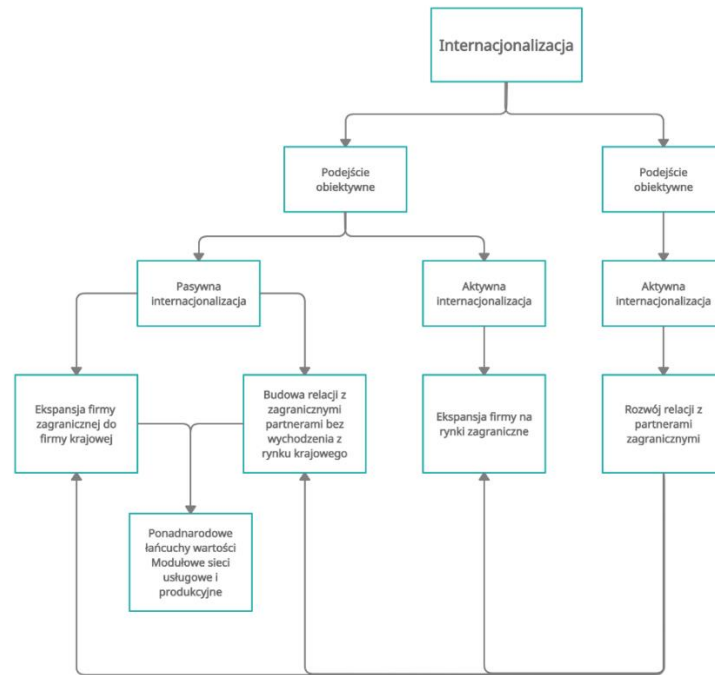 Internacjonalizacja
Podejście
obiektywne
Podejście
obiektywne
Pasywna
internacjonalizacja
Aktywna
internacjonalizacja
Aktywna
internacjonalizacja
Ekspansja firmy
zagranicznej do
firmy krajowej
Budowa relacji z
zagranicznymi
partnerami bez
wychodzenia z
rynku krajowego
Ekspansja firmy na
rynki zagraniczne
Rozwój relacji z
partnerami
zagranicznymi
Ponadnarodowe
łańcuchy wartości
Modułowe sieci
usługowe i
produkcyjne